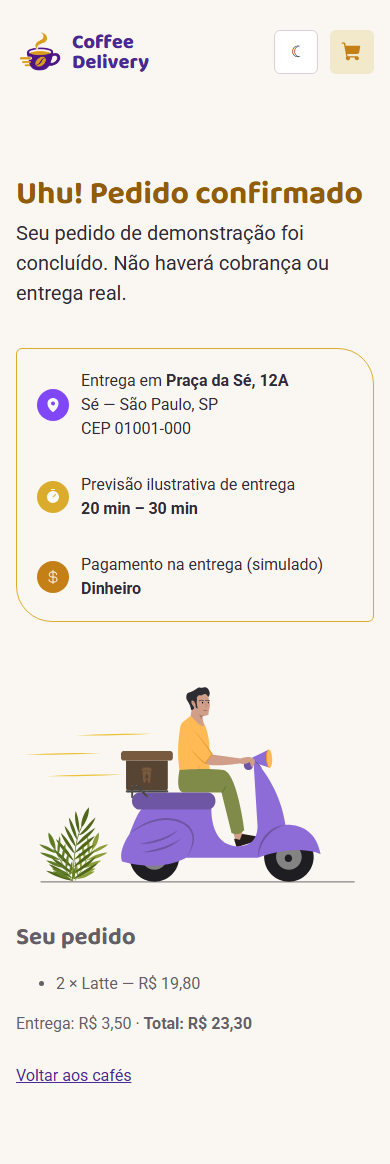 Coffee
Delivery
Uhu! Pedido confirmado
Seu pedido de demonstração foi
concluído. Não haverá cobrança ou
entrega real.
Entrega em Praça da Sé, 12A
Sé — São Paulo, SP
CEP 01001-000
Previsão ilustrativa de entrega
20 min – 30 min
Pagamento na entrega (simulado)
Dinheiro
Seu pedido
• 2 × Latte — R$ 19,80
Entrega: R$ 3,50 · Total: R$ 23,30
Voltar aos cafés